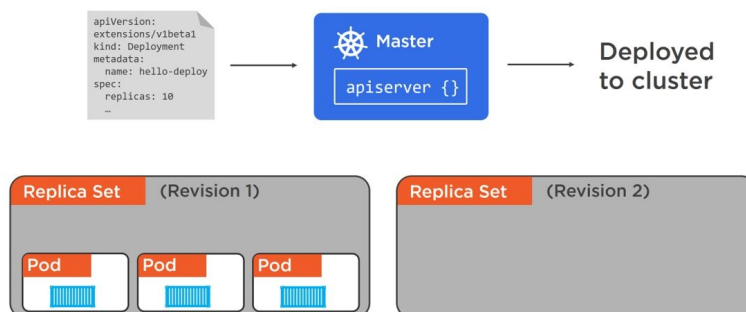 apiVersion:
extensions/v1beta1
kind: Deployment
metadata:
  name: hello-deploy
spec:
  replicas: 10
  …
Master
apiserver {}
Deployed
to cluster
Replica Set (Revision 1)
Pod Pod Pod
Replica Set (Revision 2)